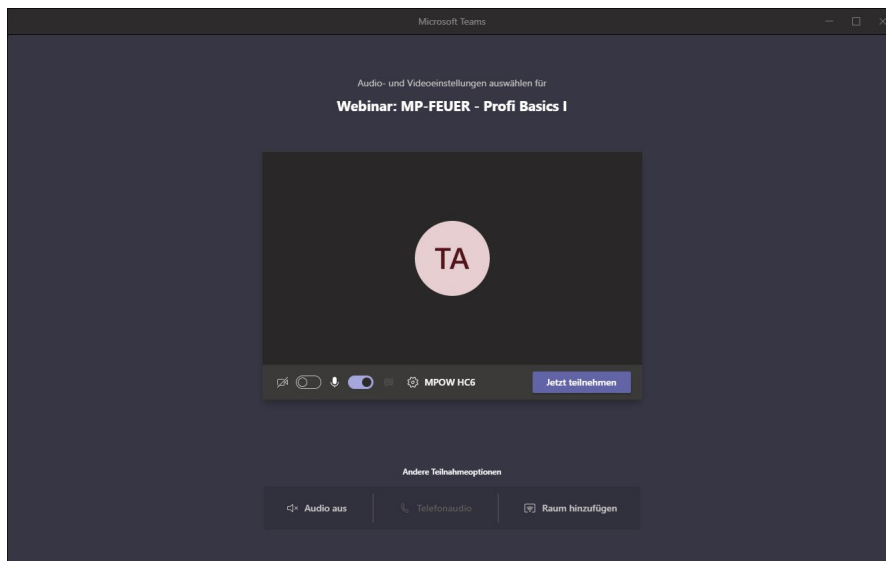 Microsoft Teams
Audio- und Videoeinstellungen auswählen für
Webinar: MP-FEUER - Profi Basics I
TA
MPOW HC6
Jetzt teilnehmen
Andere Teilnahmeoptionen
Audio aus
Telefonaudio
Raum hinzufügen